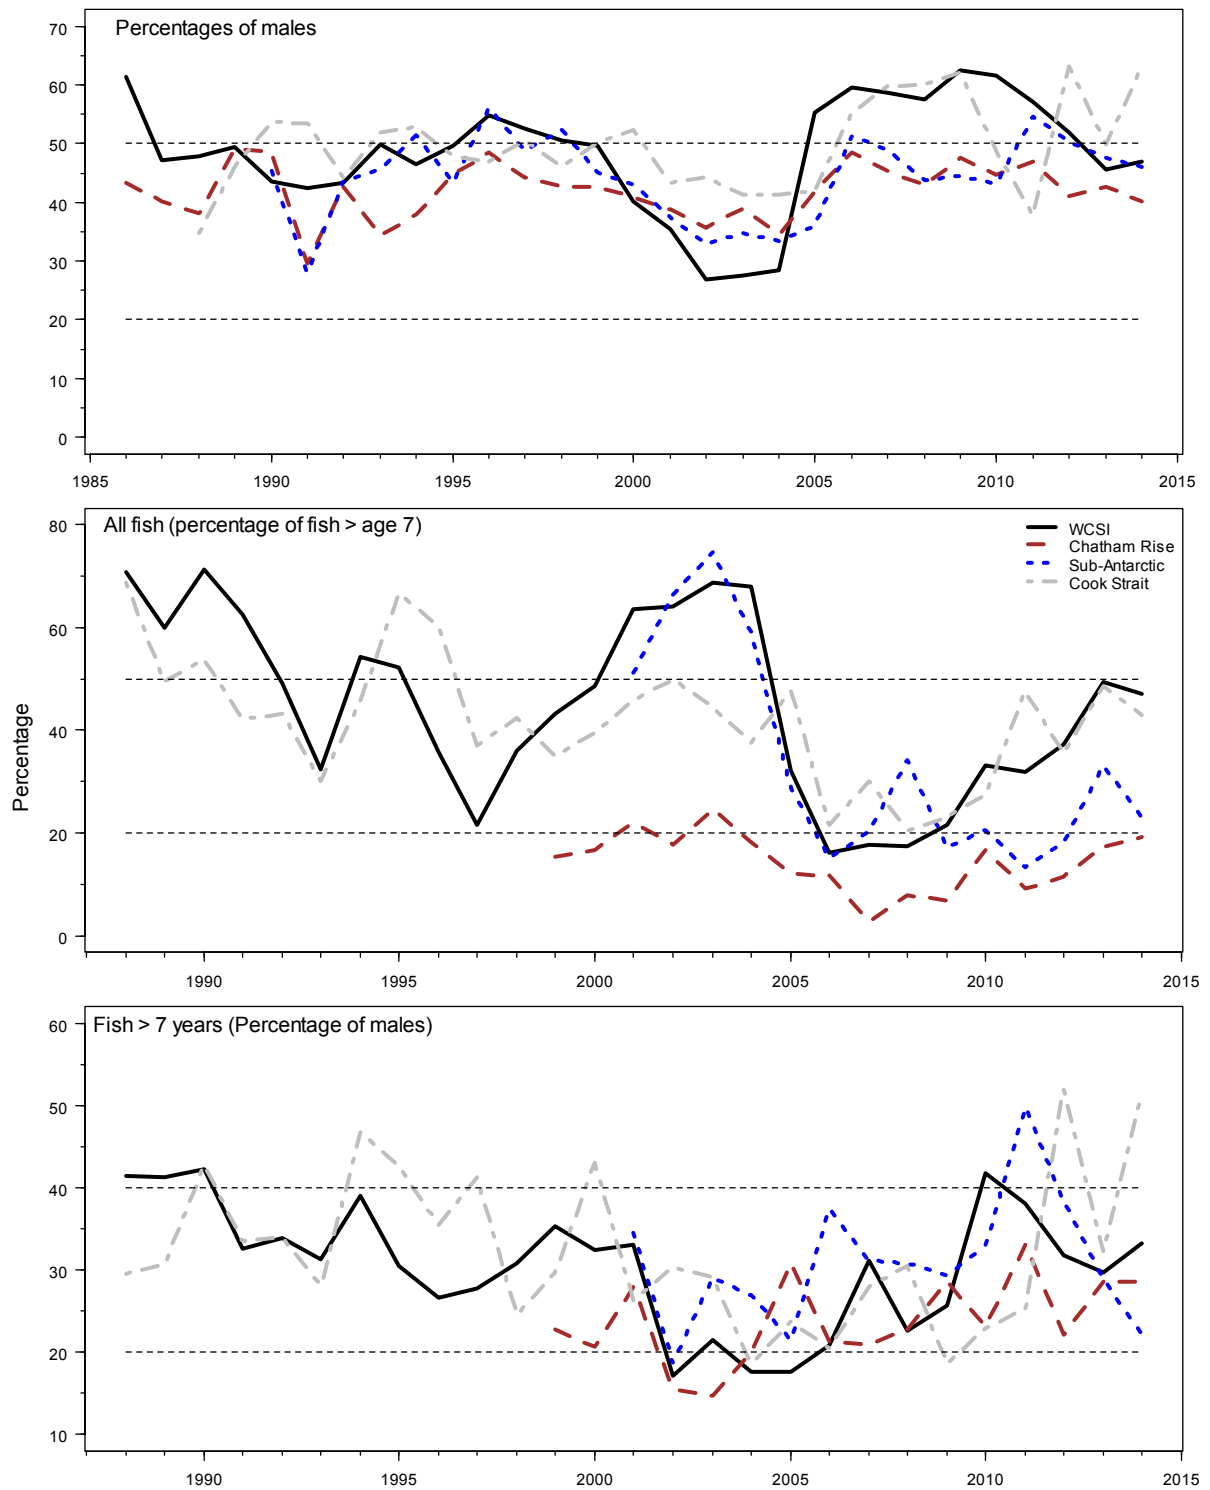 Percentages of males
70
60
50
40
30
20
10
0
1985 1990 1995 2000 2005 2010 2015
All fish (percentage of fish > age 7)
WCSI
Chatham Rise
Sub-Antarctic
Cook Strait
80
60
40
20
0
Percentage
1990 1995 2000 2005 2010 2015
Fish > 7 years (Percentage of males)
60
50
40
30
20
10
1990 1995 2000 2005 2010 2015